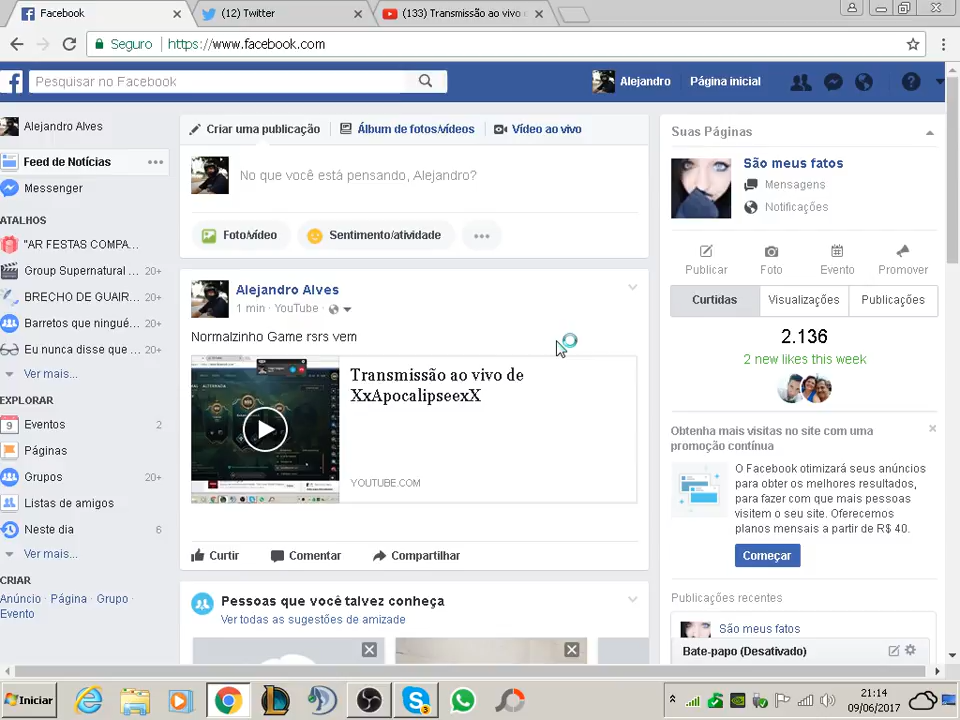 Facebook
(12) Twitter
(133) Transmissão ao vivo
Seguro
https://www.facebook.com
Pesquisar no Facebook
Alejandro
Página inicial
Alejandro Alves
Feed de Notícias
Messenger
ATALHOS
"AR FESTAS COMPA...
Group Supernatural ... 20+
BRECHO DE GUAIR... 20+
Barretos que ningué... 20+
Eu nunca disse que ... 20+
Ver mais...
EXPLORAR
Eventos 2
Páginas
Grupos 20+
Listas de amigos
Neste dia 6
Ver mais...
CRIAR
Anúncio · Página · Grupo ·
Evento
Criar uma publicação
Álbum de fotos/vídeos
Vídeo ao vivo
No que você está pensando, Alejandro?
Foto/vídeo
Sentimento/atividade
Alejandro Alves
1 min · YouTube ·
Normalzinho Game rsrs vem
Transmissão ao vivo de
XxApocalipseexX
YOUTUBE.COM
Curtir
Comentar
Compartilhar
Pessoas que você talvez conheça
Ver todas as sugestões de amizade
Suas Páginas
São meus fatos
Mensagens
Notificações
Publicar
Foto
Evento
Promover
Curtidas
Visualizações
Publicações
2.136
2 new likes this week
Obtenha mais visitas no site com uma
promoção contínua
O Facebook otimizará seus anúncios
para obter os melhores resultados,
para fazer com que mais pessoas
visitem o seu site. Oferecemos
planos mensais a partir de R$ 40.
Começar
Publicações recentes
São meus fatos
Bate-papo (Desativado)
Iniciar
21:14
09/06/2017